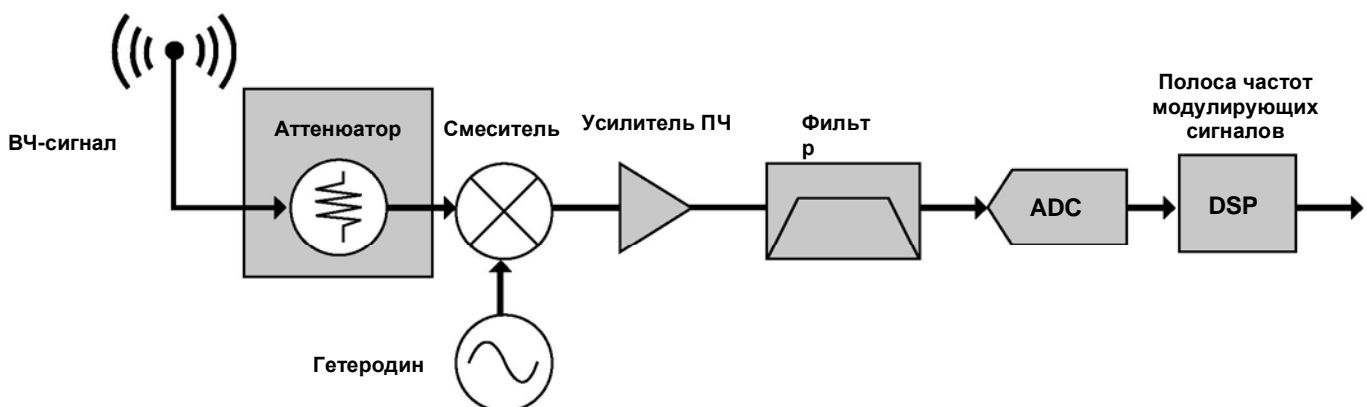 ВЧ-сигнал
Аттенюатор
Смеситель
Усилитель ПЧ
Фильт
р
ADC
Полоса частот
модулирующих
сигналов
DSP
Гетеродин